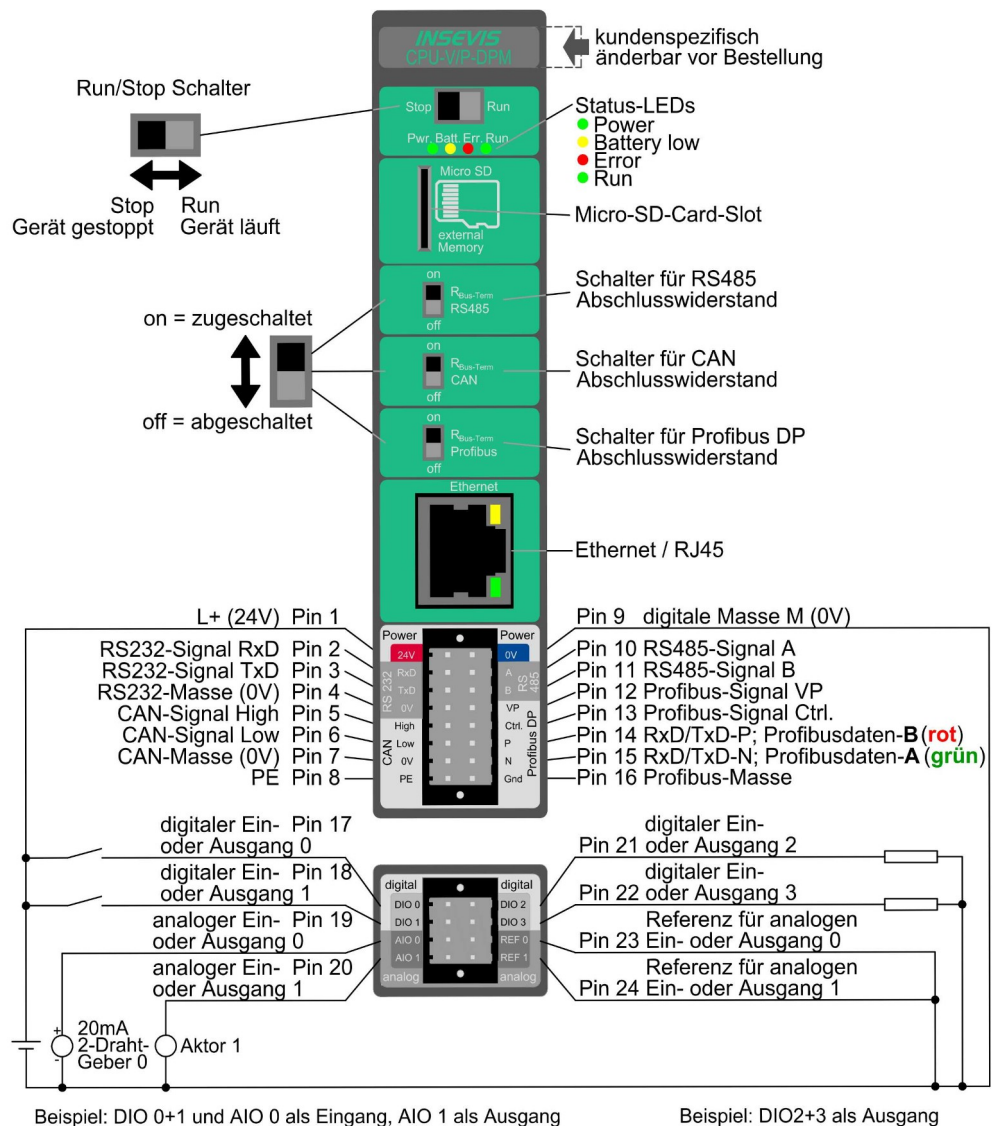 INSEVIS
CPU-V/P-DPM
kundenspezifisch
änderbar vor Bestellung
Run/Stop Schalter
Stop
Run
Status-LEDs
Power
Battery low
Error
Run
Pwr. Batt. Err. Run
Stop Run
Gerät gestoppt Gerät läuft
Micro SD
external
Memory
Micro-SD-Card-Slot
on
RBus-Term
RS485
off
Schalter für RS485
Abschlusswiderstand
on = zugeschaltet
off = abgeschaltet
on
RBus-Term
CAN
off
Schalter für CAN
Abschlusswiderstand
on
RBus-Term
Profibus
off
Schalter für Profibus DP
Abschlusswiderstand
Ethernet
Ethernet / RJ45
L+ (24V) Pin 1
RS232-Signal RxD Pin 2
RS232-Signal TxD Pin 3
RS232-Masse (0V) Pin 4
CAN-Signal High Pin 5
CAN-Signal Low Pin 6
CAN-Masse (0V) Pin 7
PE Pin 8
Power
24V
RS 232
RxD
TxD
0V
CAN
High
Low
0V
PE
Power
0V
A
B
RS
485
VP
Ctrl.
P
N
Gnd
Profibus DP
Pin 9 digitale Masse M (0V)
Pin 10 RS485-Signal A
Pin 11 RS485-Signal B
Pin 12 Profibus-Signal VP
Pin 13 Profibus-Signal Ctrl.
Pin 14 RxD/TxD-P; Profibusdaten-B (rot)
Pin 15 RxD/TxD-N; Profibusdaten-A (grün)
Pin 16 Profibus-Masse
digitaler Ein- Pin 17
oder Ausgang 0
digitaler Ein- Pin 18
oder Ausgang 1
analoger Ein- Pin 19
oder Ausgang 0
analoger Ein- Pin 20
oder Ausgang 1
digital
DIO 0
DIO 1
AIO 0
AIO 1
analog
digital
DIO 2
DIO 3
REF 0
REF 1
analog
digitaler Ein-
Pin 21 oder Ausgang 2
digitaler Ein-
Pin 22 oder Ausgang 3
Referenz für analogen
Pin 23 Ein- oder Ausgang 0
Referenz für analogen
Pin 24 Ein- oder Ausgang 1
+
-
20mA
2-Draht-
Geber 0
Aktor 1
Beispiel: DIO 0+1 und AIO 0 als Eingang, AIO 1 als Ausgang
Beispiel: DIO2+3 als Ausgang